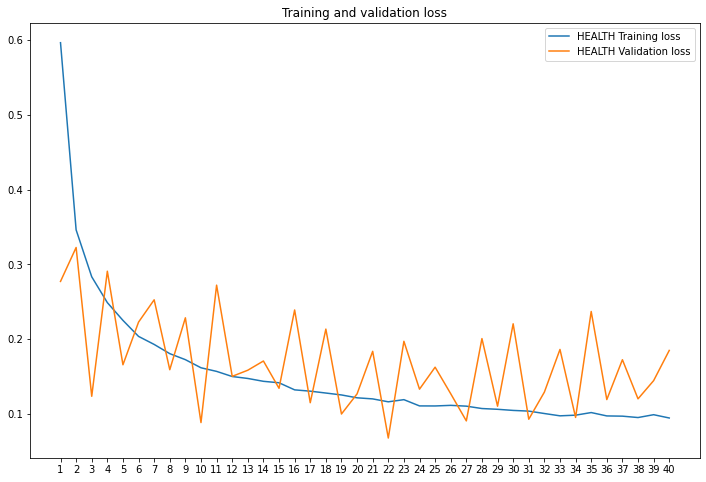 Training and validation loss
HEALTH Training loss
HEALTH Validation loss
0.6
0.5
0.4
0.3
0.2
0.1
1 2 3 4 5 6 7 8 9 10 11 12 13 14 15 16 17 18 19 20 21 22 23 24 25 26 27 28 29 30 31 32 33 34 35 36 37 38 39 40